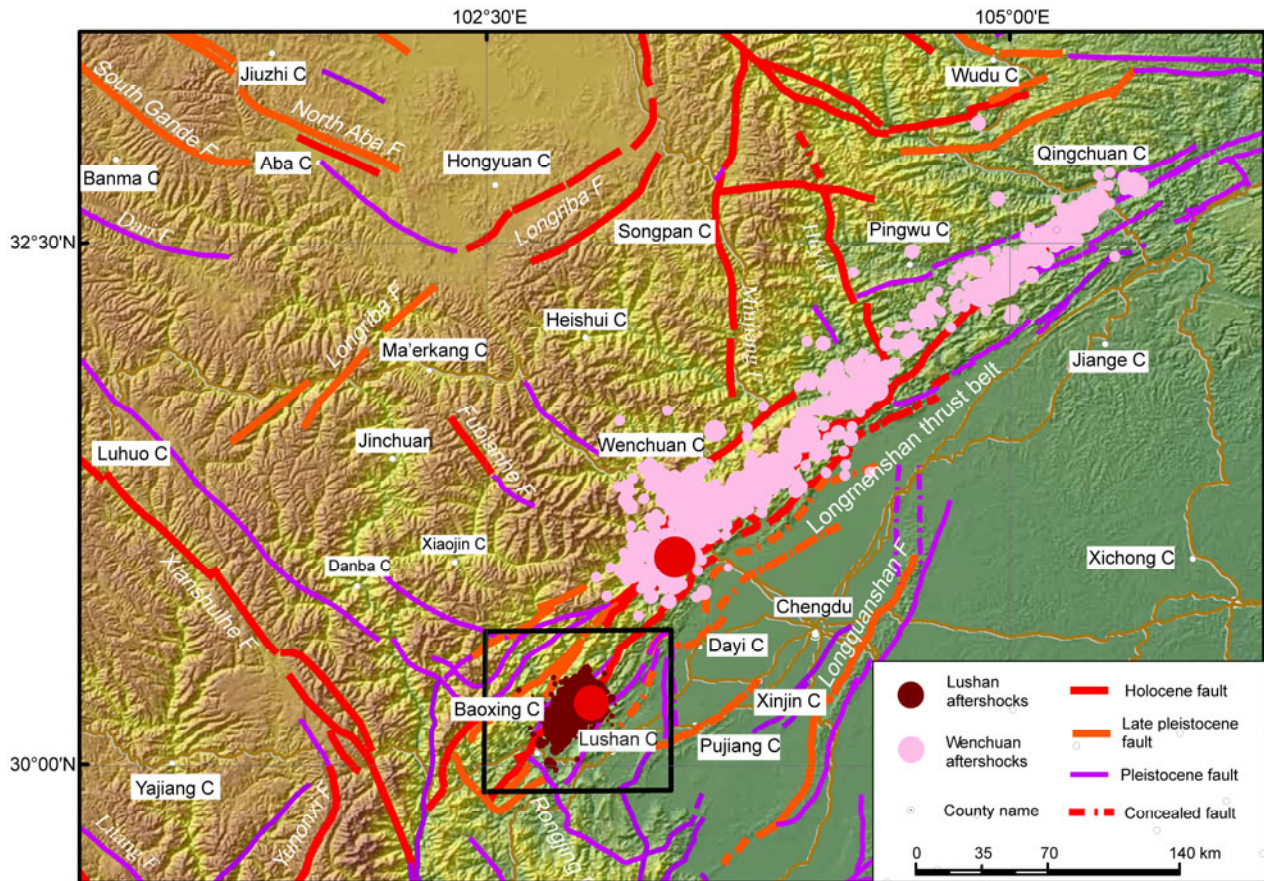 102°30'E
105°00'E
Jiuzhi C
Wudu C
South Gande F
North Aba F
Aba C
Banma C
Hongyuan C
Qingchuan C
Longriba F
Dari F
Songpan C
Pingwu C
Huya F
32°30'N
Minjiang F
Longriba F
Heishui C
Ma'erkang C
Jiange C
Longmenshan thrust belt
Luhuo C
Jinchuan
Fubianhe F
Wenchuan C
Xianshuihe F
Xiaojin C
Danba C
Xichong C
Chengdu
Longquanshan F
Dayi C
Baoxing C
Xinjin C
Lushan C
Pujiang C
30°00'N
Yajiang C
Litang F
Yunongxi F
Rongjing
Lushan
aftershocks
Holocene fault
Wenchuan
aftershocks
Late pleistocene
fault
Pleistocene fault
County name
Concealed fault
0 35 70 140 km